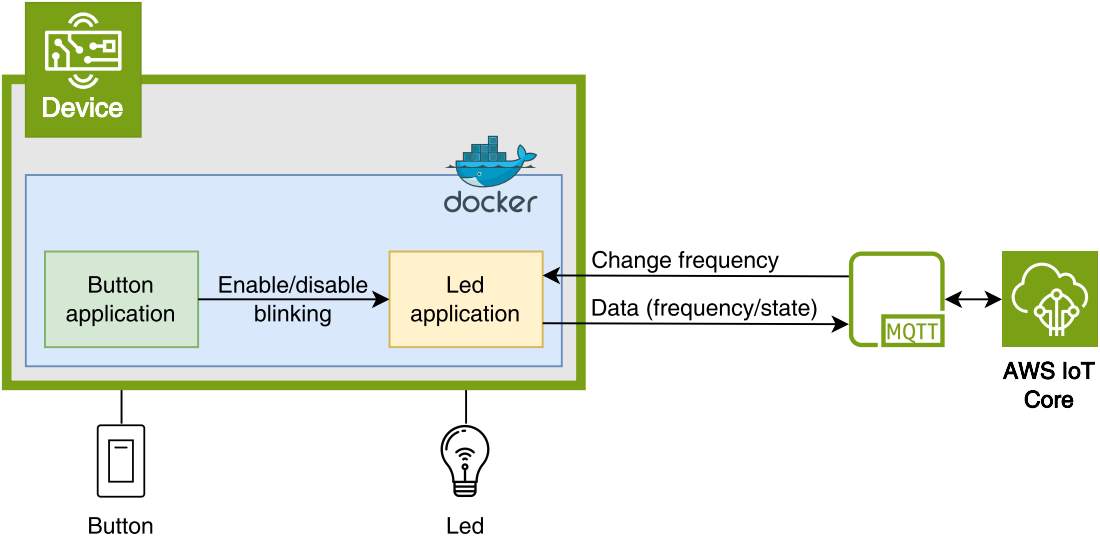 Device
docker
Button
application
Enable/disable
blinking
Led
application
Change frequency
Data (frequency/state)
MQTT
AWS IoT
Core
Button
Led